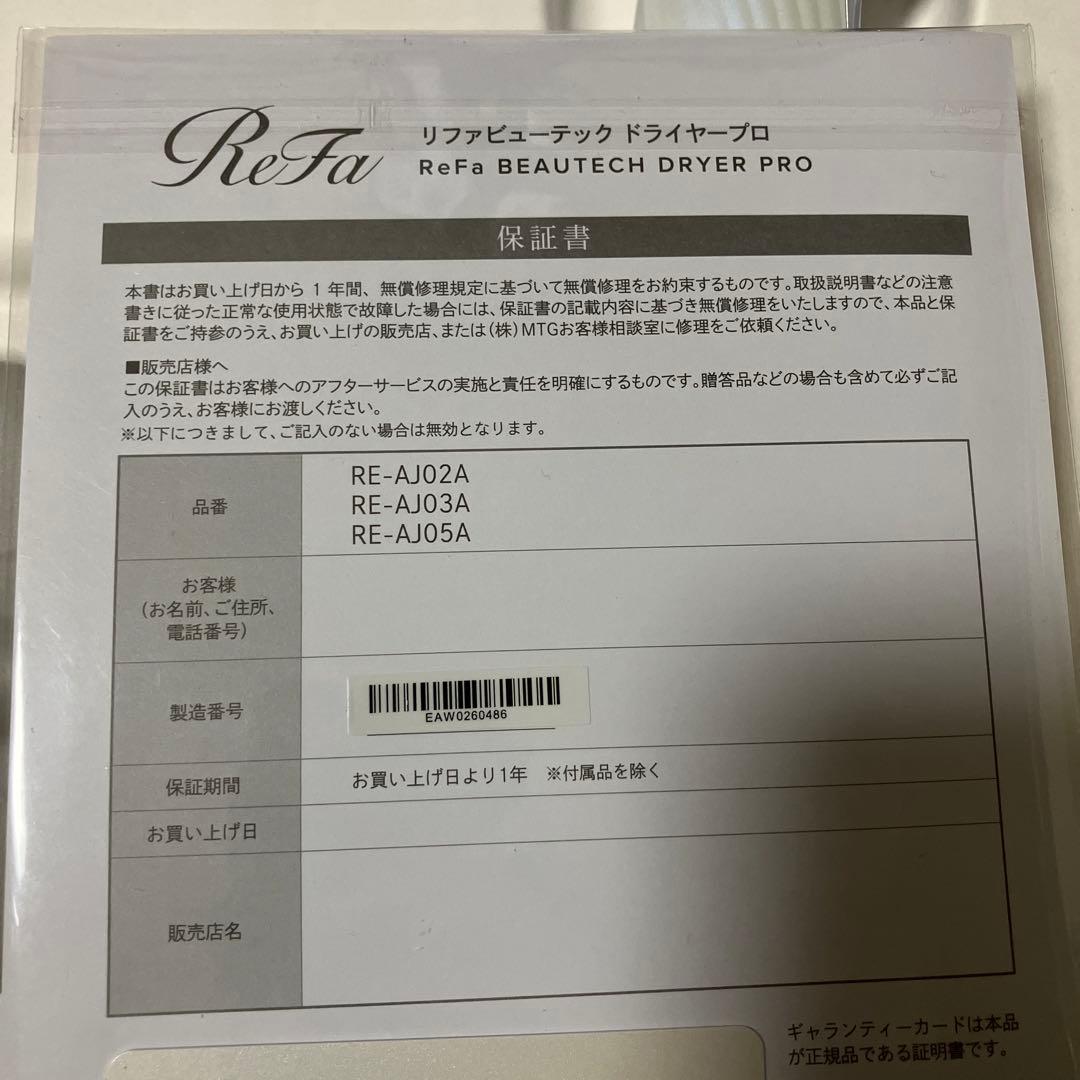 ReFa
リファビューテック ドライヤープロ
ReFa BEAUTECH DRYER PRO
保証書
本書はお買い上げ日から 1 年間、無償修理規定に基づいて無償修理をお約束するものです。取扱説明書などの注意
書きに従った正常な使用状態で故障した場合には、保証書の記載内容に基づき無償修理をいたしますので、本品と保
証書をご持参のうえ、お買い上げの販売店、または(株)MTGお客様相談室に修理をご依頼ください。
■販売店様へ
この保証書はお客様へのアフターサービスの実施と責任を明確にするものです。贈答品などの場合も含めて必ずご記
入のうえ、お客様にお渡しください。
※以下につきまして、ご記入のない場合は無効となります。
品番
RE-AJ02A
RE-AJ03A
RE-AJ05A
お客様
(お名前、ご住所、
電話番号)
製造番号
EAW0260486
保証期間
お買い上げ日より1年 ※付属品を除く
お買い上げ日
販売店名
ギャランティーカードは本品
が正規品である証明書です。